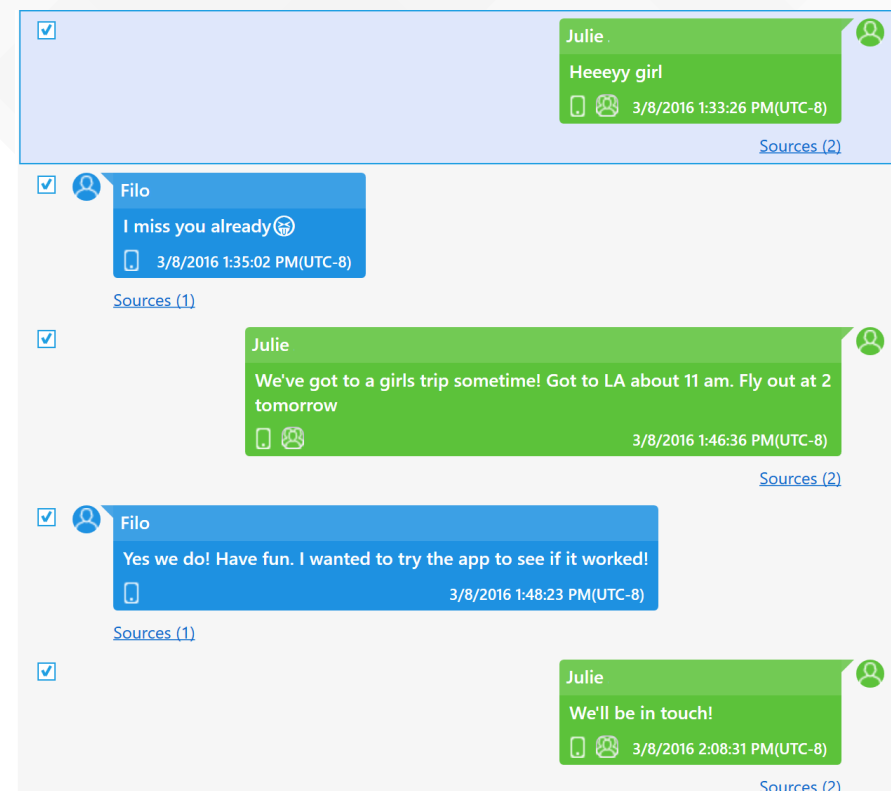 Julie
Heeeyy girl
3/8/2016 1:33:26 PM(UTC-8)
Sources (2)
Filo
I miss you already😝
3/8/2016 1:35:02 PM(UTC-8)
Sources (1)
Julie
We've got to a girls trip sometime! Got to LA about 11 am. Fly out at 2
tomorrow
3/8/2016 1:46:36 PM(UTC-8)
Sources (2)
Filo
Yes we do! Have fun. I wanted to try the app to see if it worked!
3/8/2016 1:48:23 PM(UTC-8)
Sources (1)
Julie
We'll be in touch!
3/8/2016 2:08:31 PM(UTC-8)
Sources (2)